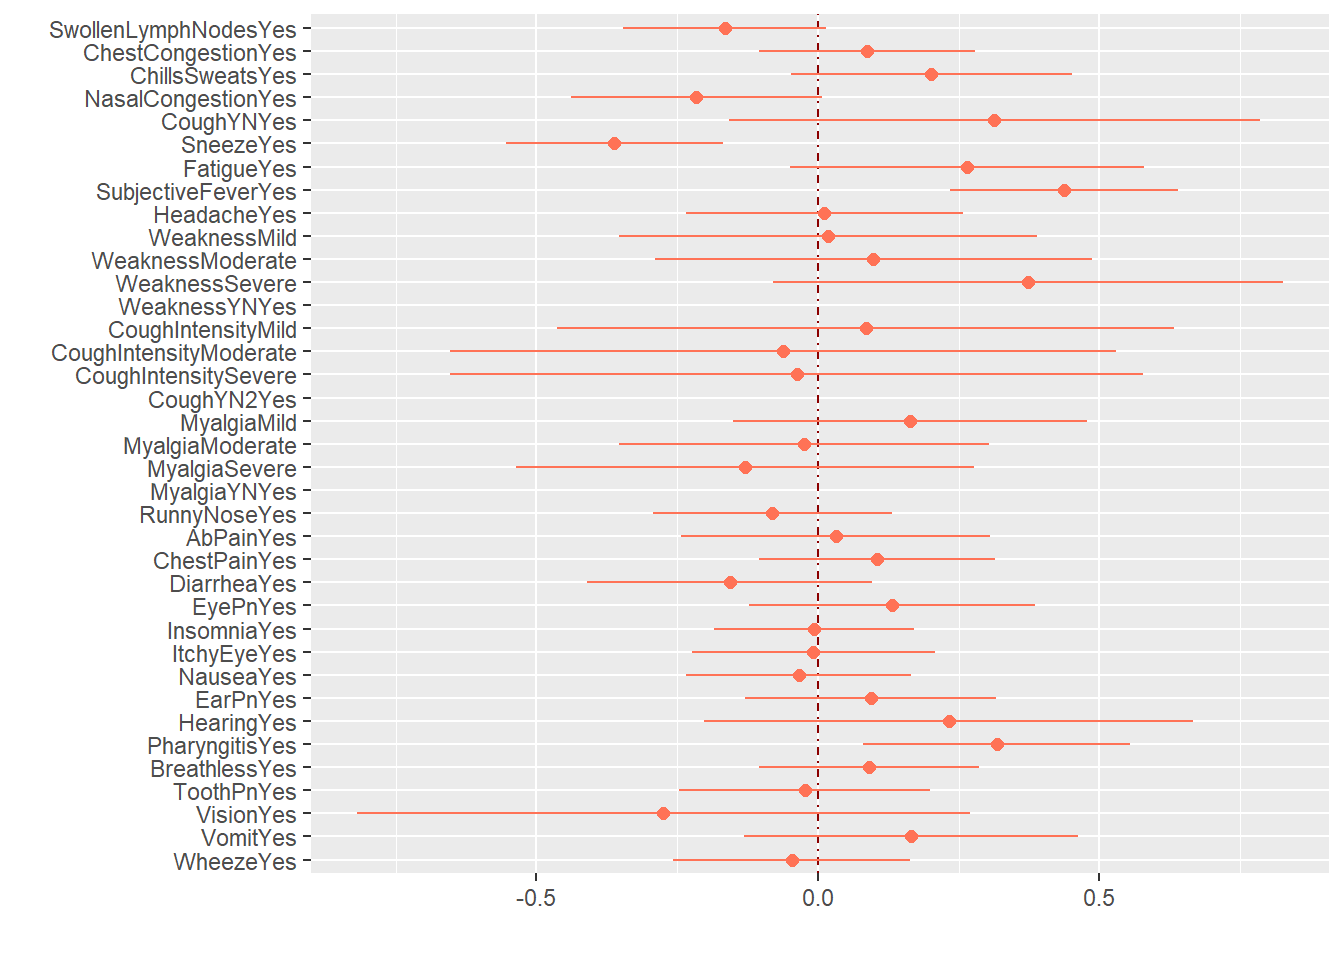 SwollenLymphNodesYes
ChestCongestionYes
ChillsSweatsYes
NasalCongestionYes
CoughYNYes
SneezeYes
FatigueYes
SubjectiveFeverYes
HeadacheYes
WeaknessMild
WeaknessModerate
WeaknessSevere
WeaknessYNYes
CoughIntensityMild
CoughIntensityModerate
CoughIntensitySevere
CoughYN2Yes
MyalgiaMild
MyalgiaModerate
MyalgiaSevere
MyalgiaYNYes
RunnyNoseYes
AbPainYes
ChestPainYes
DiarrheaYes
EyePnYes
InsomniaYes
ItchyEyeYes
NauseaYes
EarPnYes
HearingYes
PharyngitisYes
BreathlessYes
ToothPnYes
VisionYes
VomitYes
WheezeYes
-0.5 0.0 0.5